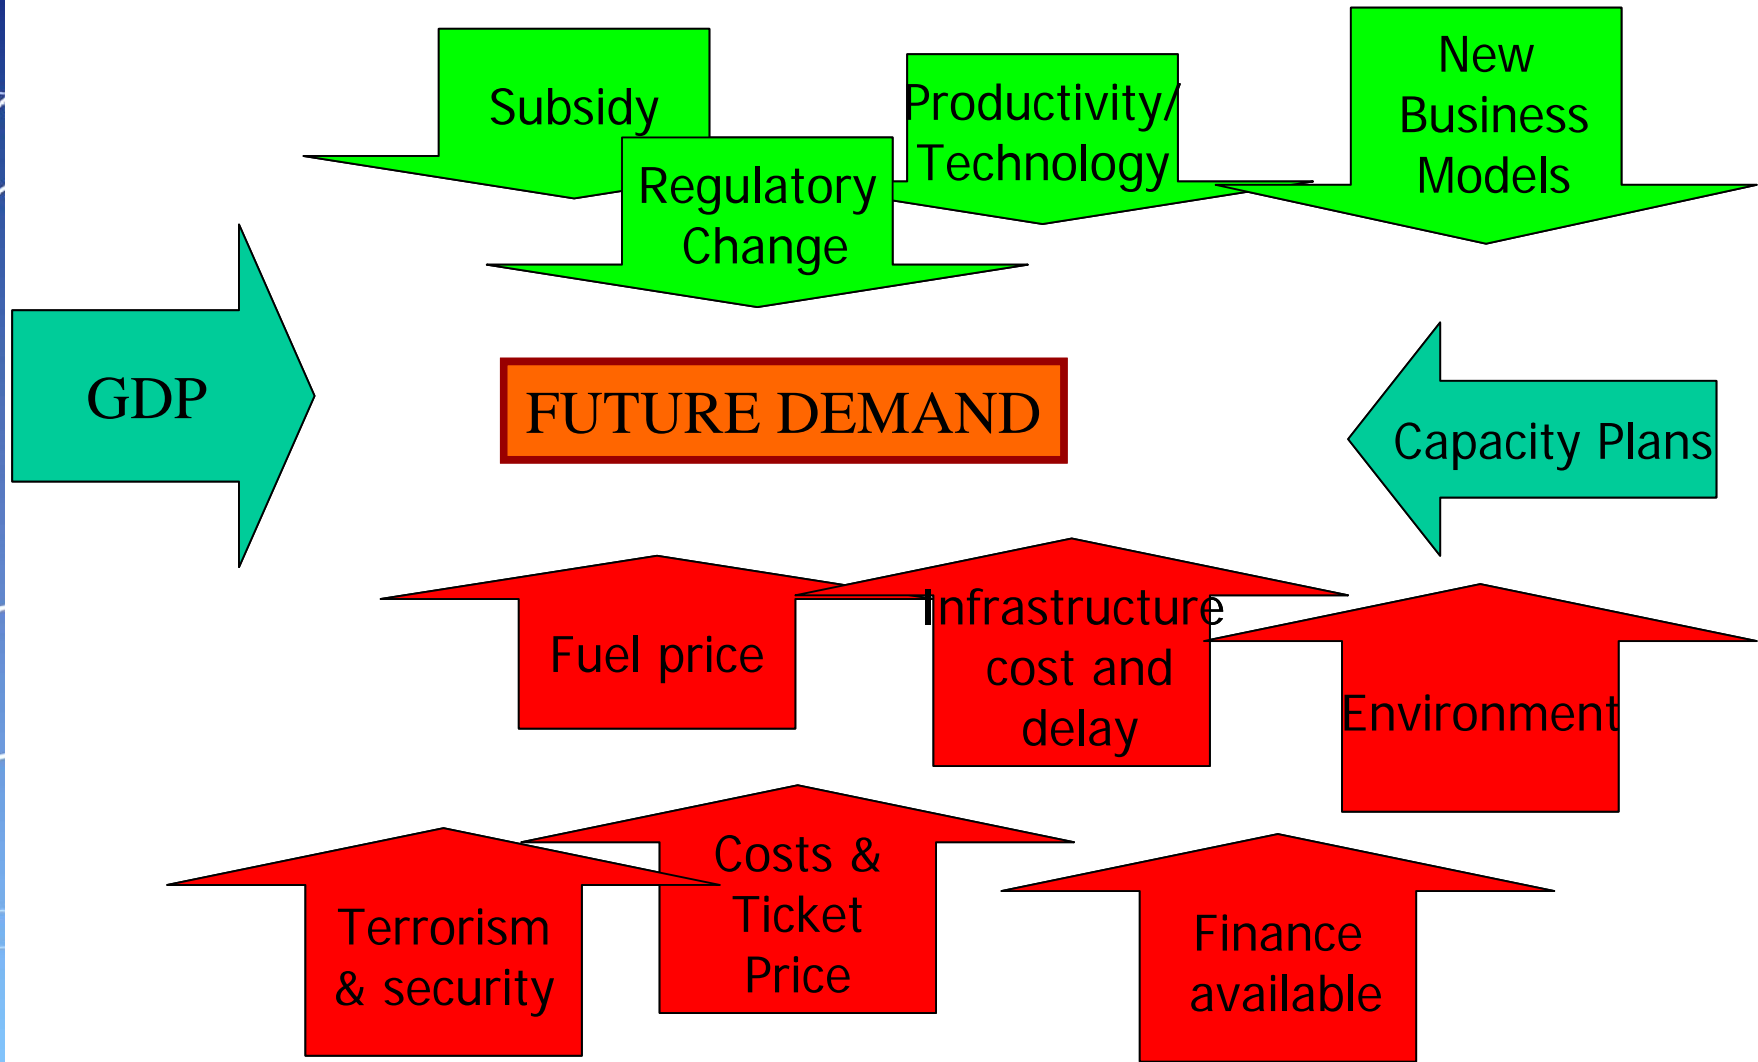 Subsidy
Regulatory
Change
Productivity/
Technology
New
Business
Models
GDP
FUTURE DEMAND
Capacity Plans
Fuel price
Infrastructure
cost and
delay
Environment
Terrorism
& security
Costs &
Ticket
Price
Finance
available